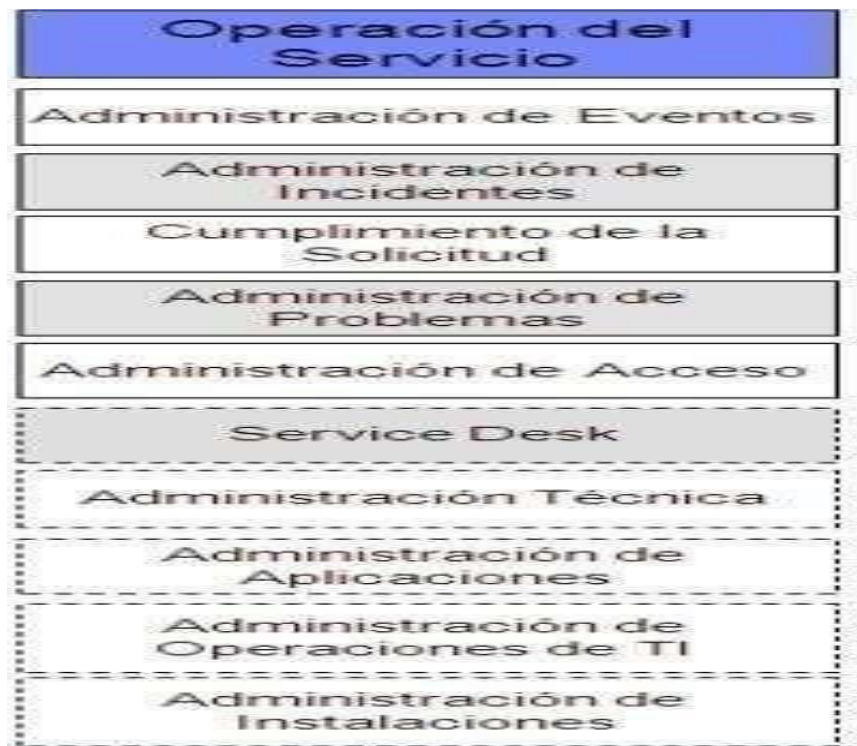 Operación del
Servicio
Administración de Eventos
Administración de
Incidentes
Cumplimiento de la
Solicitud
Administración de
Problemas
Administración de Acceso
Service Desk
Administración Técnica
Administración de
Aplicaciones
Administración de
Operaciones de TI
Administración de
Instalaciones